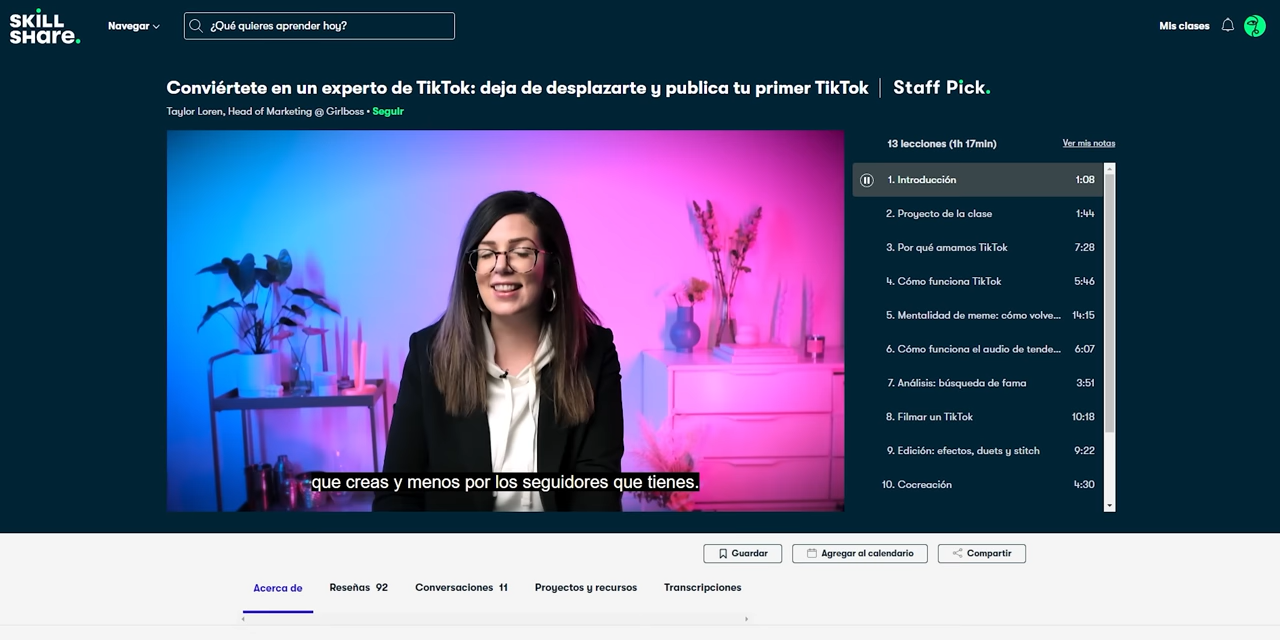 SKILL
SHARE.
Navegar
¿Qué quieres aprender hoy?
Mis clases
Conviértete en un experto de TikTok: deja de desplazarte y publica tu primer TikTok | Staff Pick.
Taylor Loren, Head of Marketing @ Girlboss • Seguir
13 lecciones (1h 17min)
Ver mis notas
1. Introducción 1:08
2. Proyecto de la clase 1:44
3. Por qué amamos TikTok 7:28
4. Cómo funciona TikTok 5:46
5. Mentalidad de meme: cómo volve... 14:15
6. Cómo funciona el audio de tende... 6:07
7. Análisis: búsqueda de fama 3:51
8. Filmar un TikTok 10:18
9. Edición: efectos, duets y stitch 9:22
10. Cocreación 4:30
que creas y menos por los seguidores que tienes.
Guardar
Agregar al calendario
Compartir
Acerca de
Reseñas 92
Conversaciones 11
Proyectos y recursos
Transcripciones